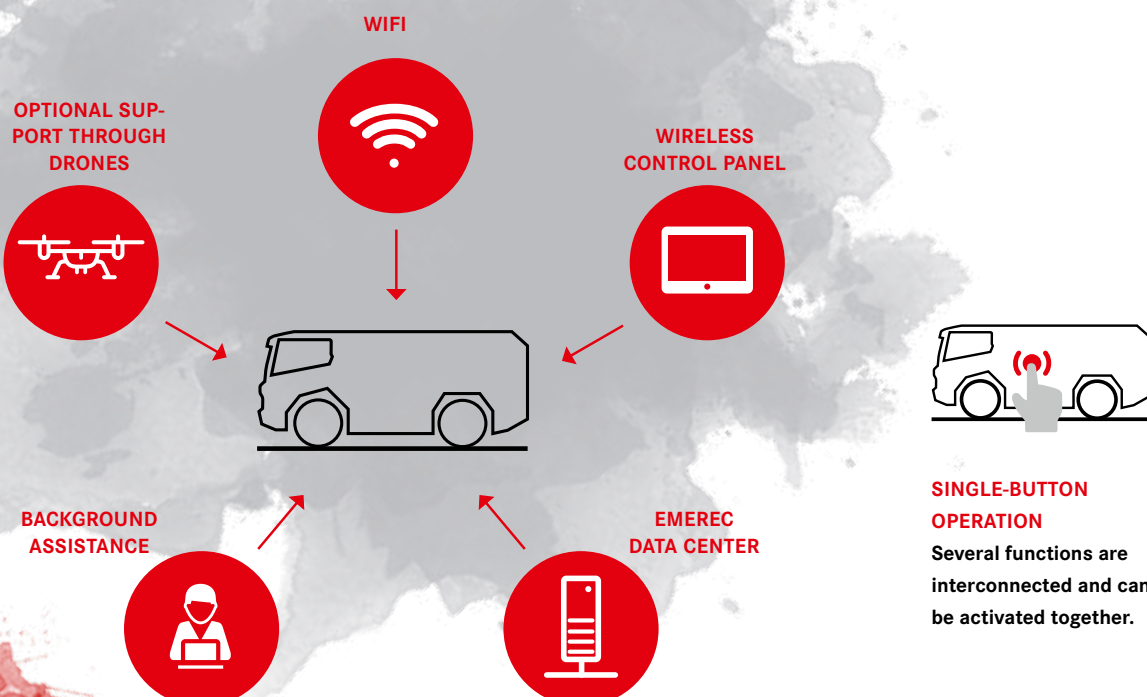 WIFI
OPTIONAL SUP-
PORT THROUGH
DRONES
WIRELESS
CONTROL PANEL
BACKGROUND
ASSISTANCE
EMEREC
DATA CENTER
SINGLE-BUTTON
OPERATION
Several functions are
interconnected and can
be activated together.